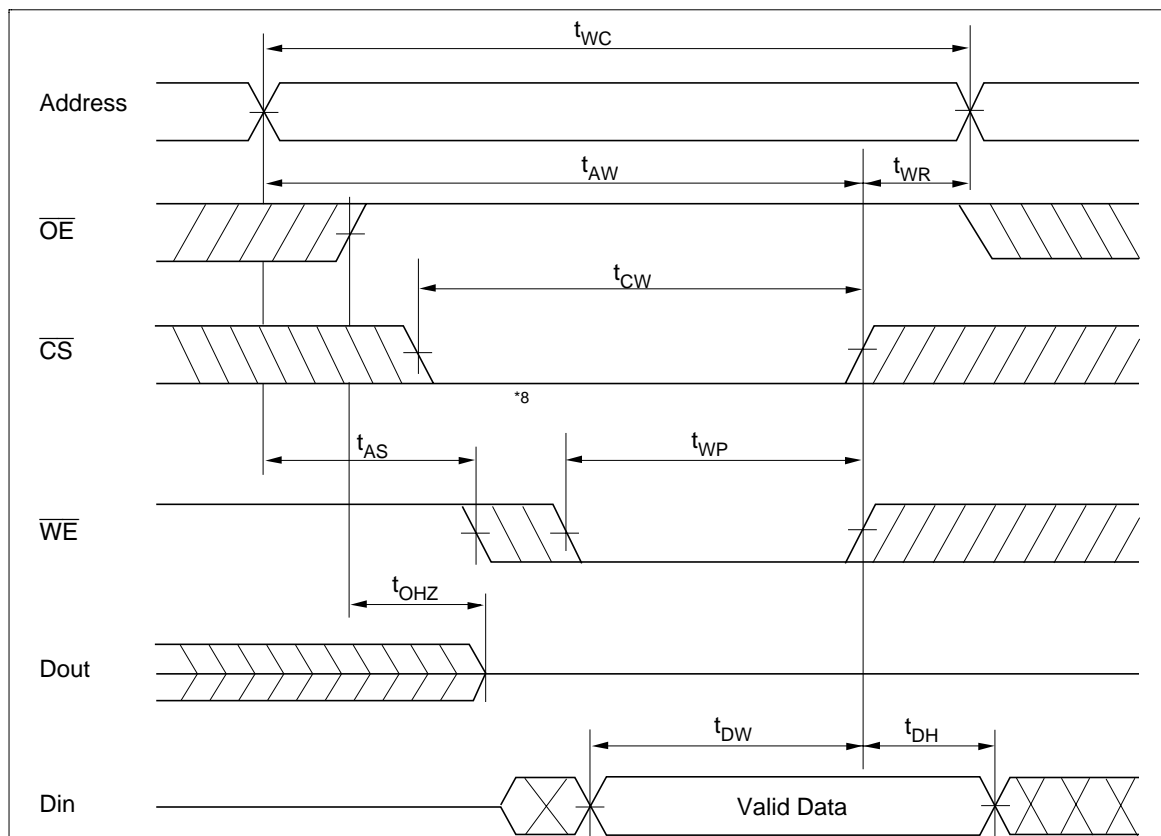 tWC
Address
tAW
tWR
OE
tCW
CS
*8
tAS
tWP
WE
tOHZ
Dout
tDW
tDH
Din
Valid Data